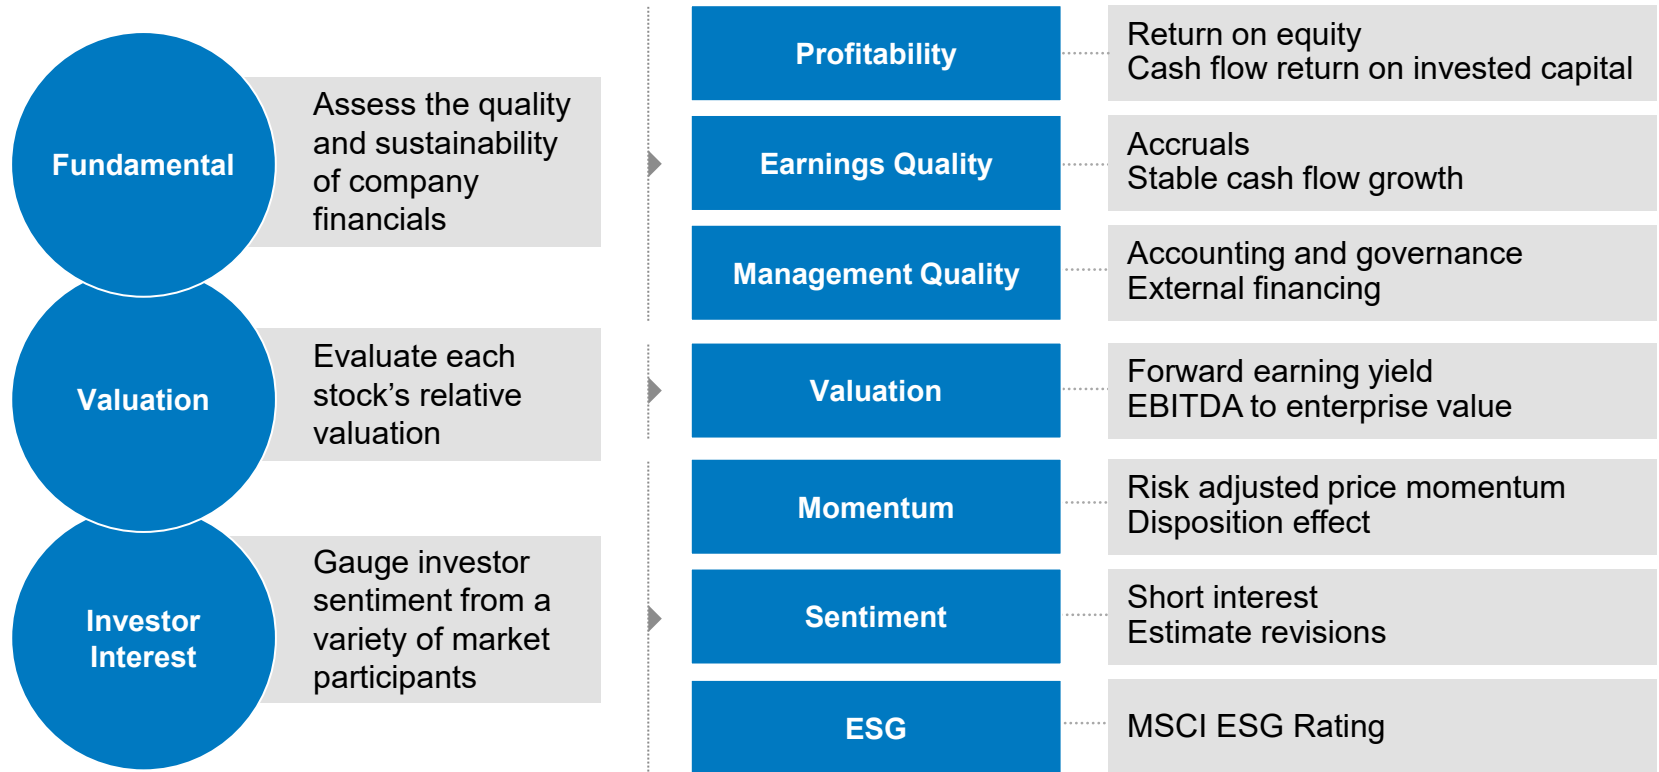 Fundamental
Assess the quality
and sustainability
of company
financials
Valuation
Evaluate each
stock’s relative
valuation
Investor
Interest
Gauge investor
sentiment from a
variety of market
participants
Profitability
Return on equity
Cash flow return on invested capital
Earnings Quality
Accruals
Stable cash flow growth
Management Quality
Accounting and governance
External financing
Valuation
Forward earning yield
EBITDA to enterprise value
Momentum
Risk adjusted price momentum
Disposition effect
Sentiment
Short interest
Estimate revisions
ESG
MSCI ESG Rating